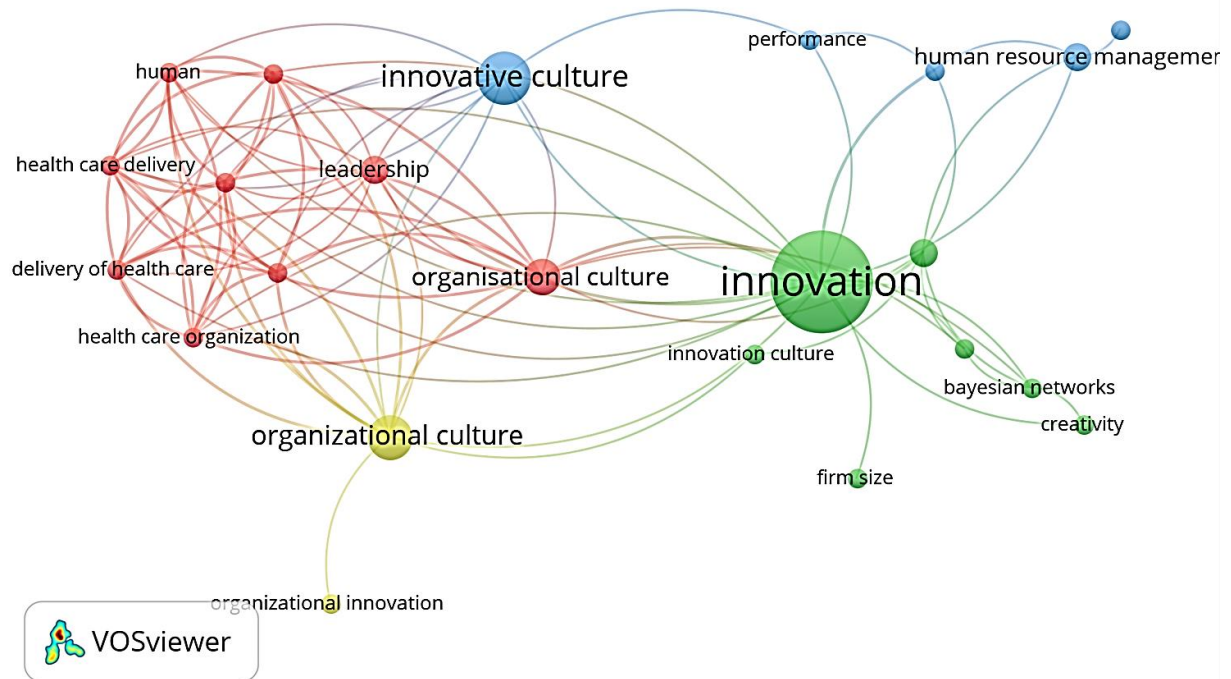 performance
human resource managemer
human
innovative culture
health care delivery
leadership
delivery of health care
organisational culture
innovation
health care organization
innovation culture
bayesian networks
creativity
organizational culture
firm size
organizational innovation
VOSviewer